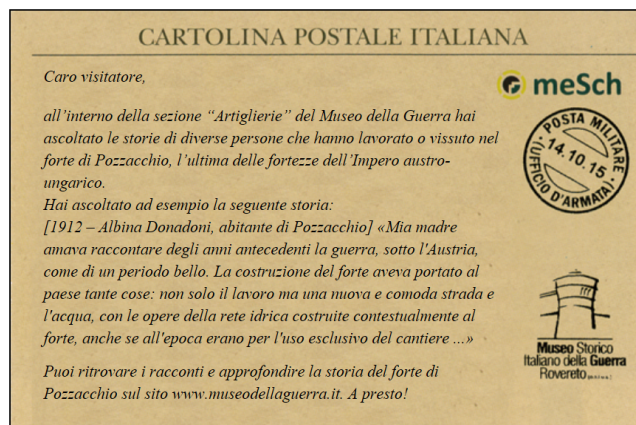 CARTOLINA POSTALE ITALIANA
Caro visitatore,
meSch
all'interno della sezione “Artiglierie” del Museo della Guerra hai
ascoltato le storie di diverse persone che hanno lavorato o vissuto nel
forte di Pozzacchio, l'ultima delle fortezze dell'Impero austro-
ungarico.
Hai ascoltato ad esempio la seguente storia:
[1912 – Albina Donadoni, abitante di Pozzacchio] «Mia madre
amava raccontare degli anni antecedenti la guerra, sotto l'Austria,
come di un periodo bello. La costruzione del forte aveva portato al
paese tante cose: non solo il lavoro ma una nuova e comoda strada e
l'acqua, con le opere della rete idrica costruite contestualmente al
forte, anche se all'epoca erano per l'uso esclusivo del cantiere ...»
Puoi ritrovare i racconti e approfondire la storia del forte di
Pozzacchio sul sito www.museodellaguerra.it. A presto!
POSTA MILITARE
14.10.15
(UFFICIO D'ARMATA)
Museo Storico
Italiano della Guerra
Rovereto